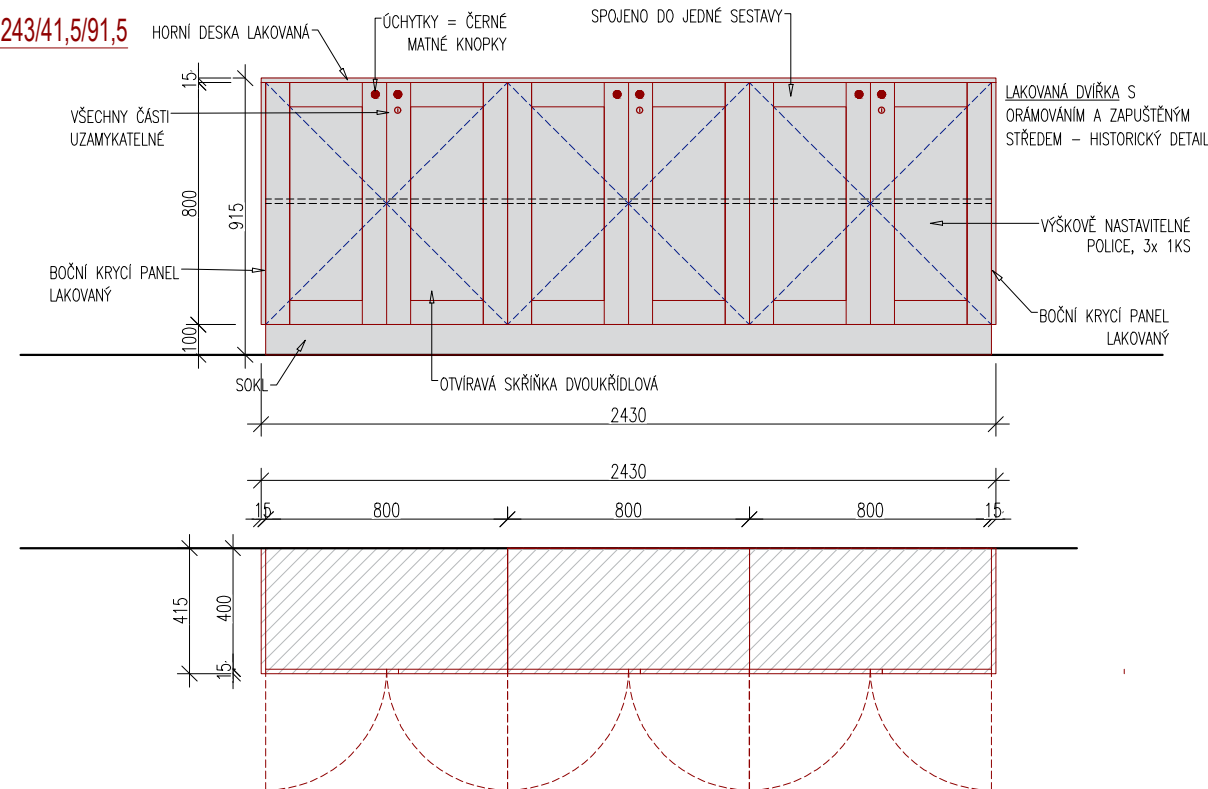 243/41,5/91,5
HORNÍ DESKA LAKOVANÁ
ÚCHYTKY = ČERNÉ
MATNÉ KNOPKY
SPOJENO DO JEDNÉ SESTAVY
VŠECHNY ČÁSTI
UZAMYKATELNÉ
LAKOVANÁ DVÍŘKA S
ORÁMOVÁNÍM A ZAPUŠTĚNÝM
STŘEDEM – HISTORICKÝ DETAIL
15
800
915
100
VÝŠKOVĚ NASTAVITELNÉ
POLICE, 3x 1KS
BOČNÍ KRYCÍ PANEL
LAKOVANÝ
BOČNÍ KRYCÍ PANEL
LAKOVANÝ
SOKL
OTVÍRAVÁ SKŘÍŇKA DVOUKŘÍDLOVÁ
2430
2430
15
800
800
800
15
415
400
15